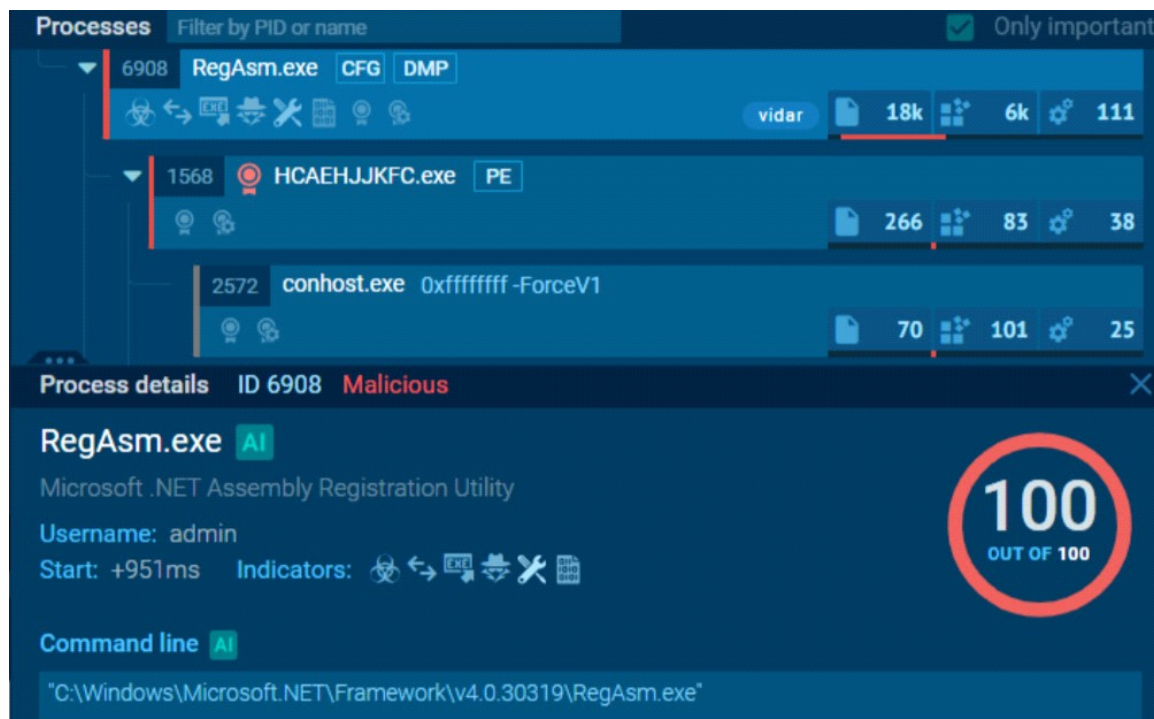 Processes Filter by PID or name Only important
6908 RegAsm.exe CFG DMP
EXE vidar 18k 6k 111
1568 HCAEHJJKFC.exe PE
266 83 38
2572 conhost.exe 0xffffffff -ForceV1
70 101 25
Process details ID 6908 Malicious
RegAsm.exe AI
Microsoft .NET Assembly Registration Utility
100
OUT OF 100
Username: admin
Start: +951ms Indicators: EXE
Command line AI
"C:\Windows\Microsoft.NET\Framework\v4.0.30319\RegAsm.exe"